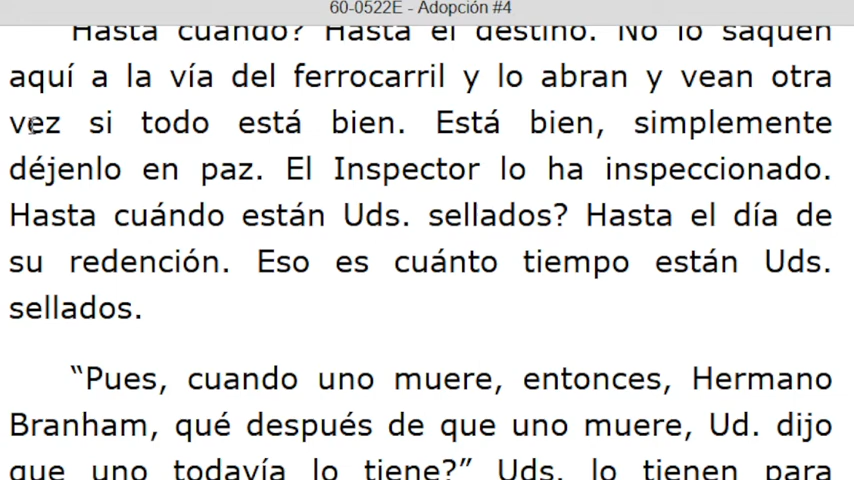 60-0522E - Adopción #4
Hasta cuándo? Hasta el destino. No lo saquen
aquí a la vía del ferrocarril y lo abran y vean otra
vez si todo está bien. Está bien, simplemente
déjenlo en paz. El Inspector lo ha inspeccionado.
Hasta cuándo están Uds. sellados? Hasta el día de
su redención. Eso es cuánto tiempo están Uds.
sellados.
“Pues, cuando uno muere, entonces, Hermano
Branham, qué después de que uno muere, Ud. dijo
que uno todavía lo tiene?” Uds. lo tienen para